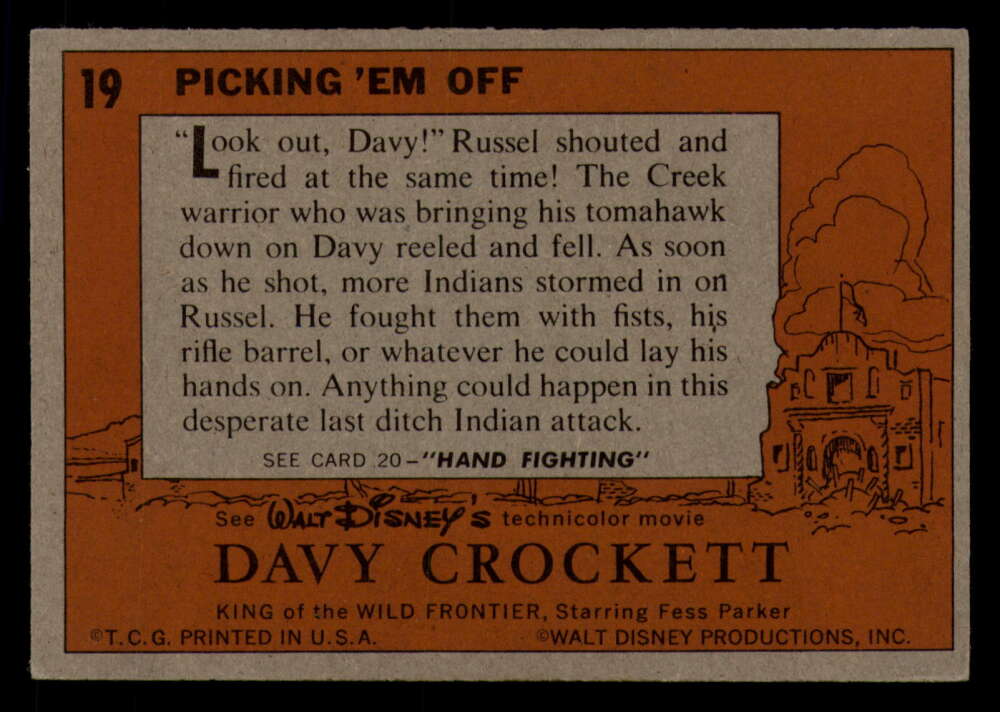 19 PICKING 'EM OFF
"Look out, Davy!" Russel shouted and
fired at the same time! The Creek
warrior who was bringing his tomahawk
down on Davy reeled and fell. As soon
as he shot, more Indians stormed in on
Russel. He fought them with fists, his
rifle barrel, or whatever he could lay his
hands on. Anything could happen in this
desperate last ditch Indian attack.
SEE CARD 20-"HAND FIGHTING"
See WALT DISNEY'S technicolor movie
DAVY CROCKETT
KING of the WILD FRONTIER, Starring Fess Parker
©T.C.G. PRINTED IN U.S.A. ©WALT DISNEY PRODUCTIONS, INC.